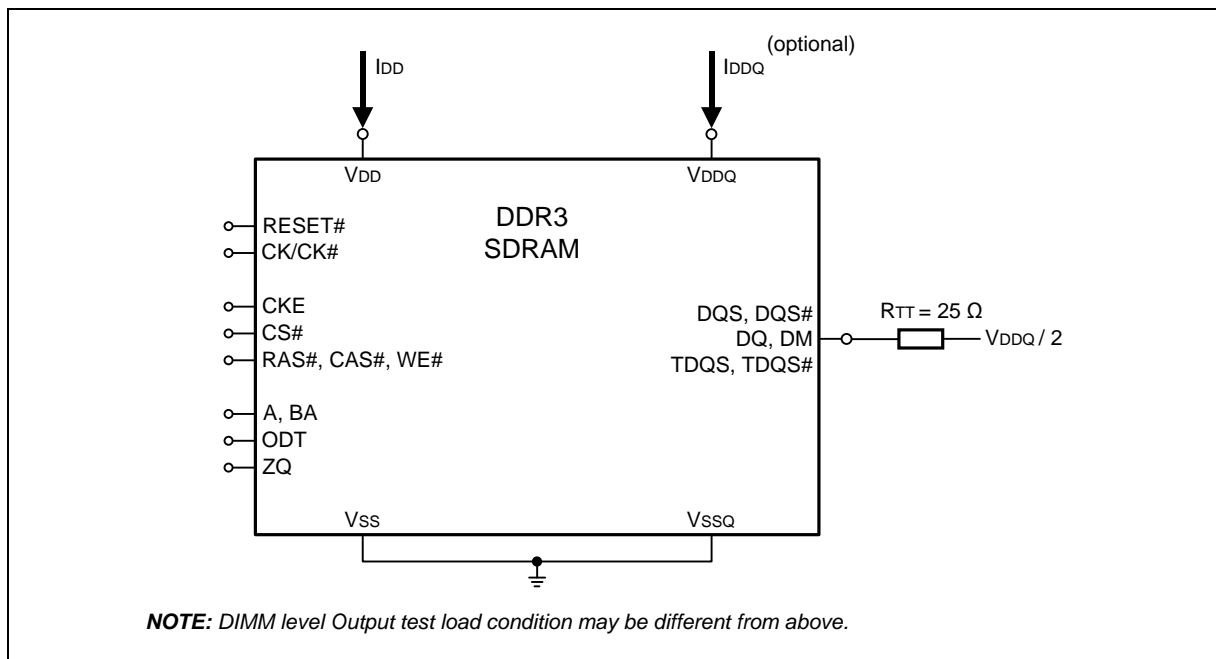 (optional)
IDD
IDDQ
VDD
VDDQ
DDR3
SDRAM
RESET#
CK/CK#
CKE
CS#
RAS#, CAS#, WE#
A, BA
ODT
ZQ
DQS, DQS#
DQ, DM
TDQS, TDQS#
RTT = 25 Ω
VDDQ / 2
VSS
VSSQ
NOTE: DIMM level Output test load condition may be different from above.